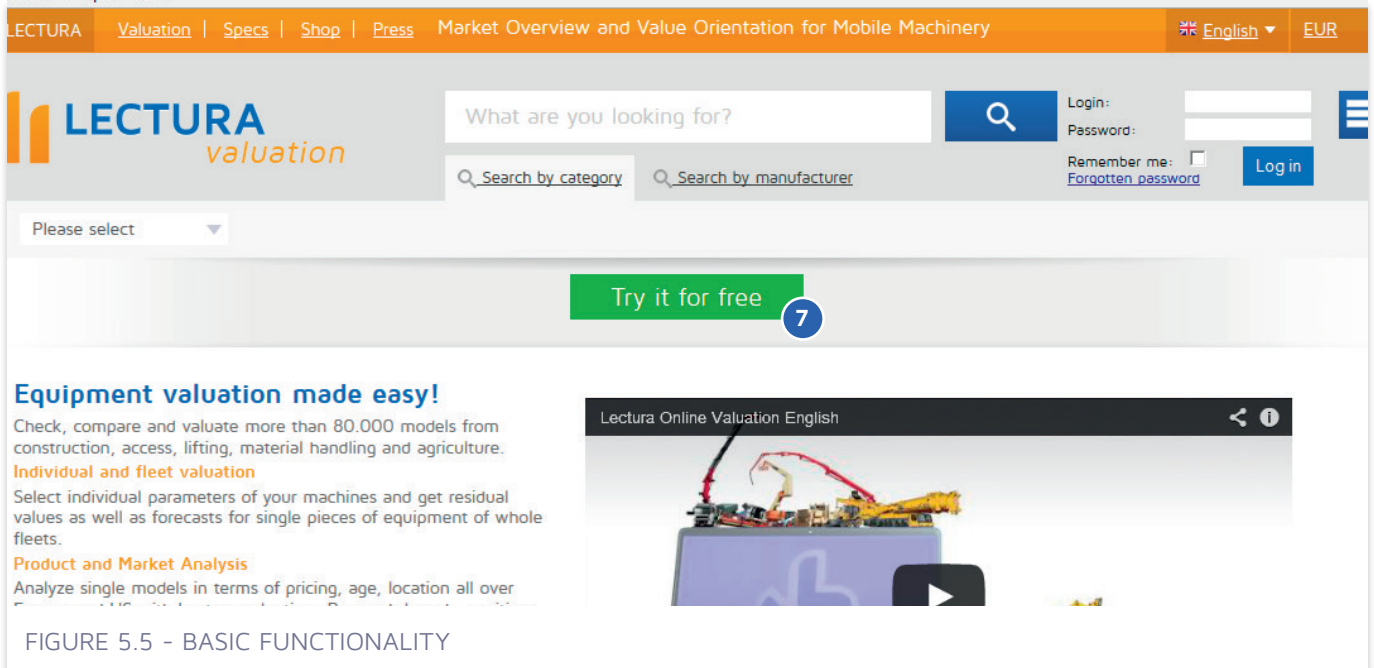 LECTURA Valuation | Specs | Shop | Press Market Overview and Value Orientation for Mobile Machinery English EUR
LECTURA
valuation
What are you looking for?
Login:
Password:
Remember me:
Forgotten password
Log in
Search by category Search by manufacturer
Please select
Try it for free
7
Equipment valuation made easy!
Check, compare and valuate more than 80.000 models from
construction, access, lifting, material handling and agriculture.
Individual and fleet valuation
Select individual parameters of your machines and get residual
values as well as forecasts for single pieces of equipment of whole
fleets.
Product and Market Analysis
Analyze single models in terms of pricing, age, location all over
Lectura Online Valuation English
FIGURE 5.5 - BASIC FUNCTIONALITY